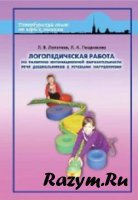 Л. В. Лопатина, Л. А. Позднякова
ЛОГОПЕДИЧЕСКАЯ РАБОТА
ПО РАЗВИТИЮ ИНТОНАЦИОННОЙ ВЫРАЗИТЕЛЬНОСТИ
РЕЧИ ДОШКОЛЬНИКОВ С РЕЧЕВЫМИ НАРУШЕНИЯМИ
Razym.Ru